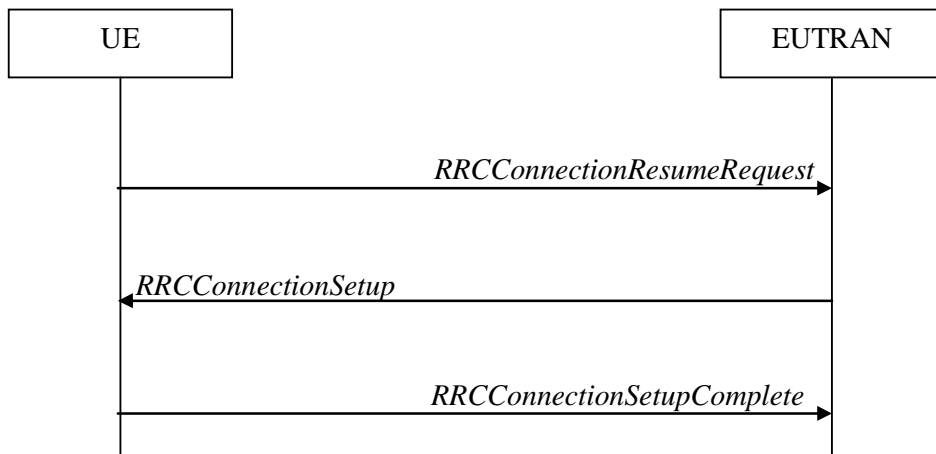 UE
EUTRAN
RRCConnectionResumeRequest
RRCConnectionSetup
RRCConnectionSetupComplete